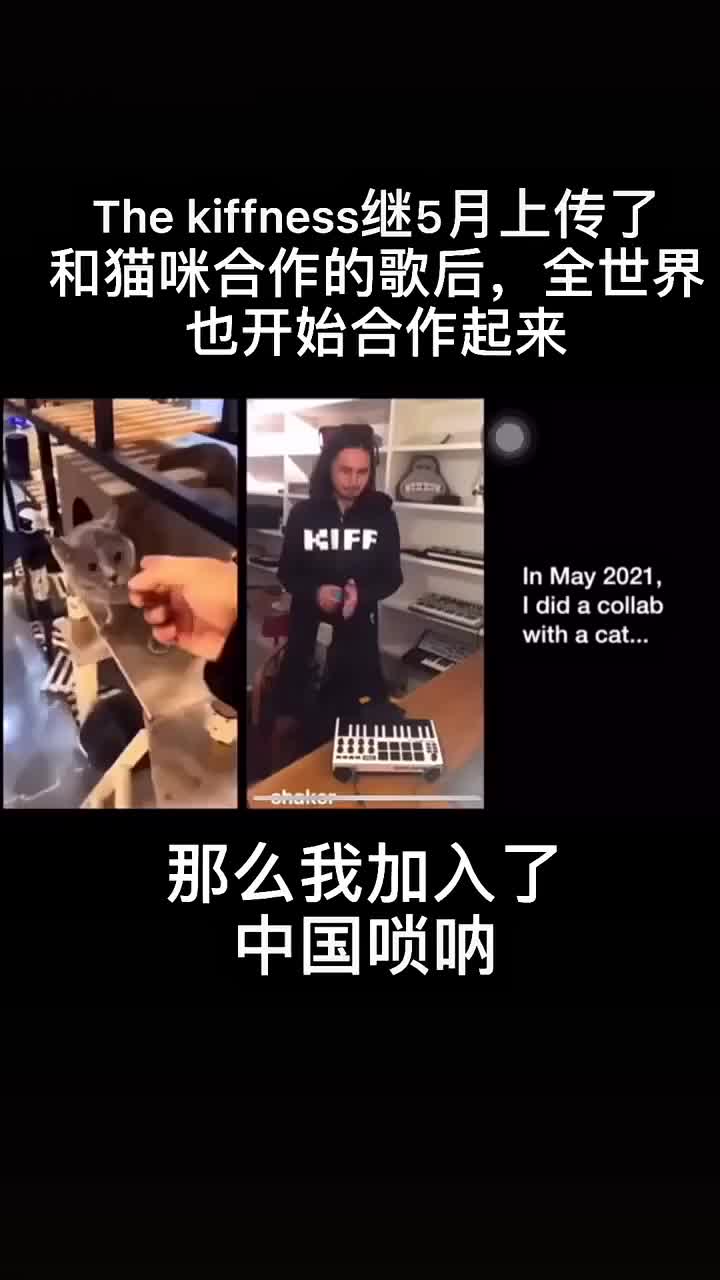 The kiffness继5月上传了
和猫咪合作的歌后，全世界
也开始合作起来
KIFF
In May 2021,
I did a collab
with a cat...
shaker
那么我加入了
中国唢呐